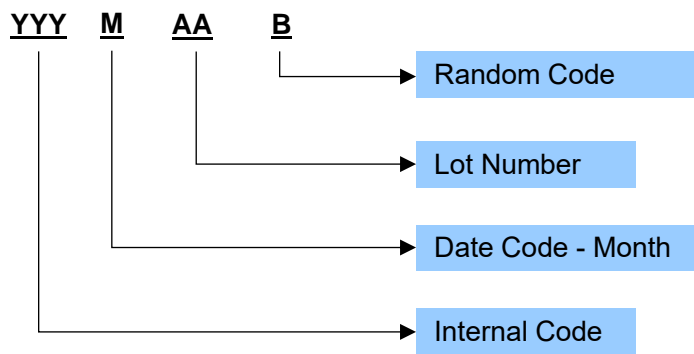 YYY M AA B
Random Code
Lot Number
Date Code - Month
Internal Code